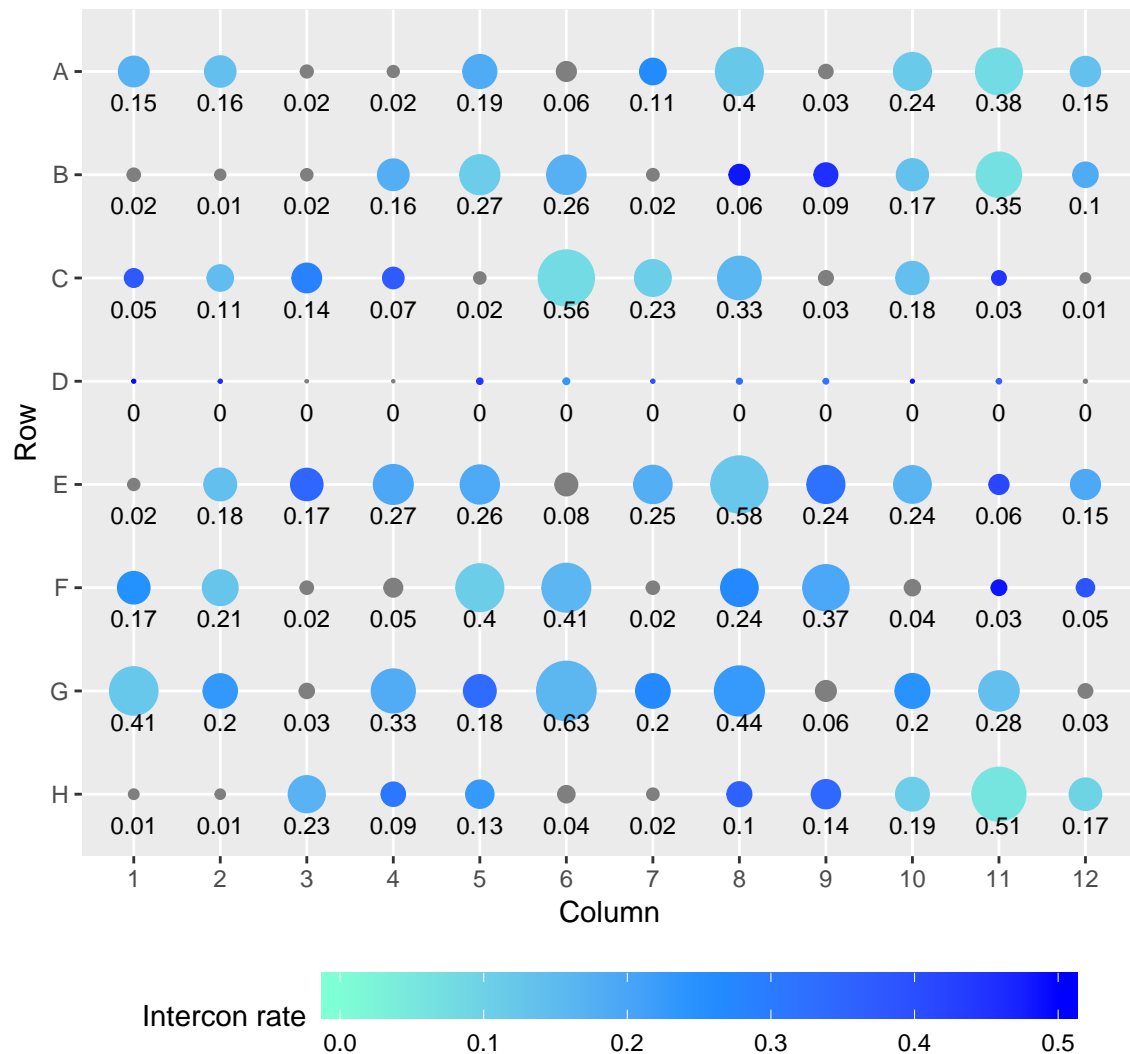 A
0.15 0.16 0.02 0.02 0.19 0.06 0.11 0.4 0.03 0.24 0.38 0.15
B
0.02 0.01 0.02 0.16 0.27 0.26 0.02 0.06 0.09 0.17 0.35 0.1
C
0.05 0.11 0.14 0.07 0.02 0.56 0.23 0.33 0.03 0.18 0.03 0.01
D
0 0 0 0 0 0 0 0 0 0 0 0
Row
E
0.02 0.18 0.17 0.27 0.26 0.08 0.25 0.58 0.24 0.24 0.06 0.15
F
0.17 0.21 0.02 0.05 0.4 0.41 0.02 0.24 0.37 0.04 0.03 0.05
G
0.41 0.2 0.03 0.33 0.18 0.63 0.2 0.44 0.06 0.2 0.28 0.03
H
0.01 0.01 0.23 0.09 0.13 0.04 0.02 0.1 0.14 0.19 0.51 0.17
1 2 3 4 5 6 7 8 9 10 11 12
Column
Intercon rate
0.0 0.1 0.2 0.3 0.4 0.5